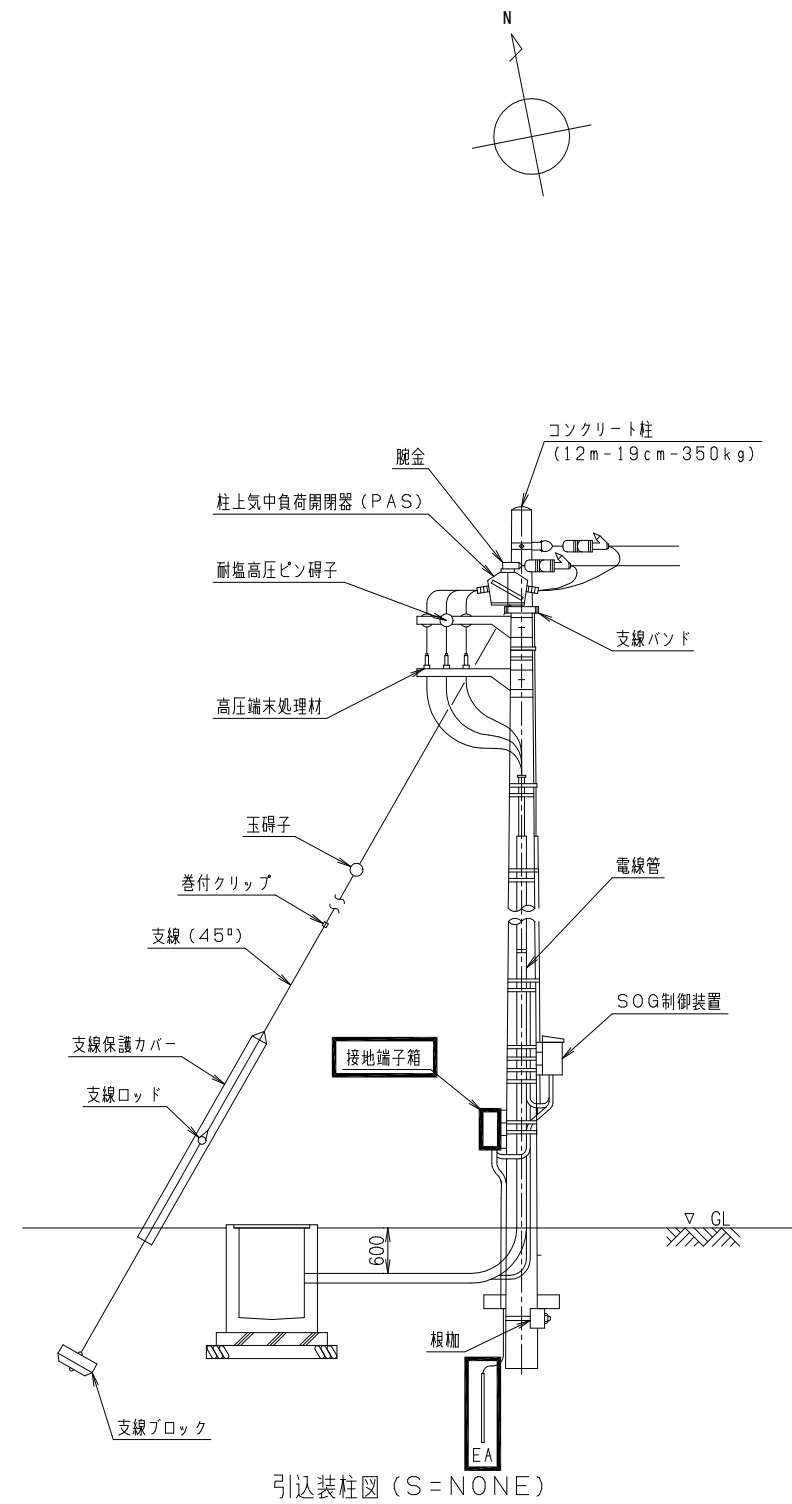 N
コンクリート柱
(12m-19cm-350kg)
腕金
柱上気中負荷開閉器(PAS)
耐塩高圧ピン碍子
支線バンド
高圧端末処理材
玉碍子
電線管
巻付クリップ
支線(45°)
SOG制御装置
支線保護カバー
接地端子箱
支線ロッド
▽ GL
600
根枷
支線ブロック
EA
引込装柱図(S=NONE)